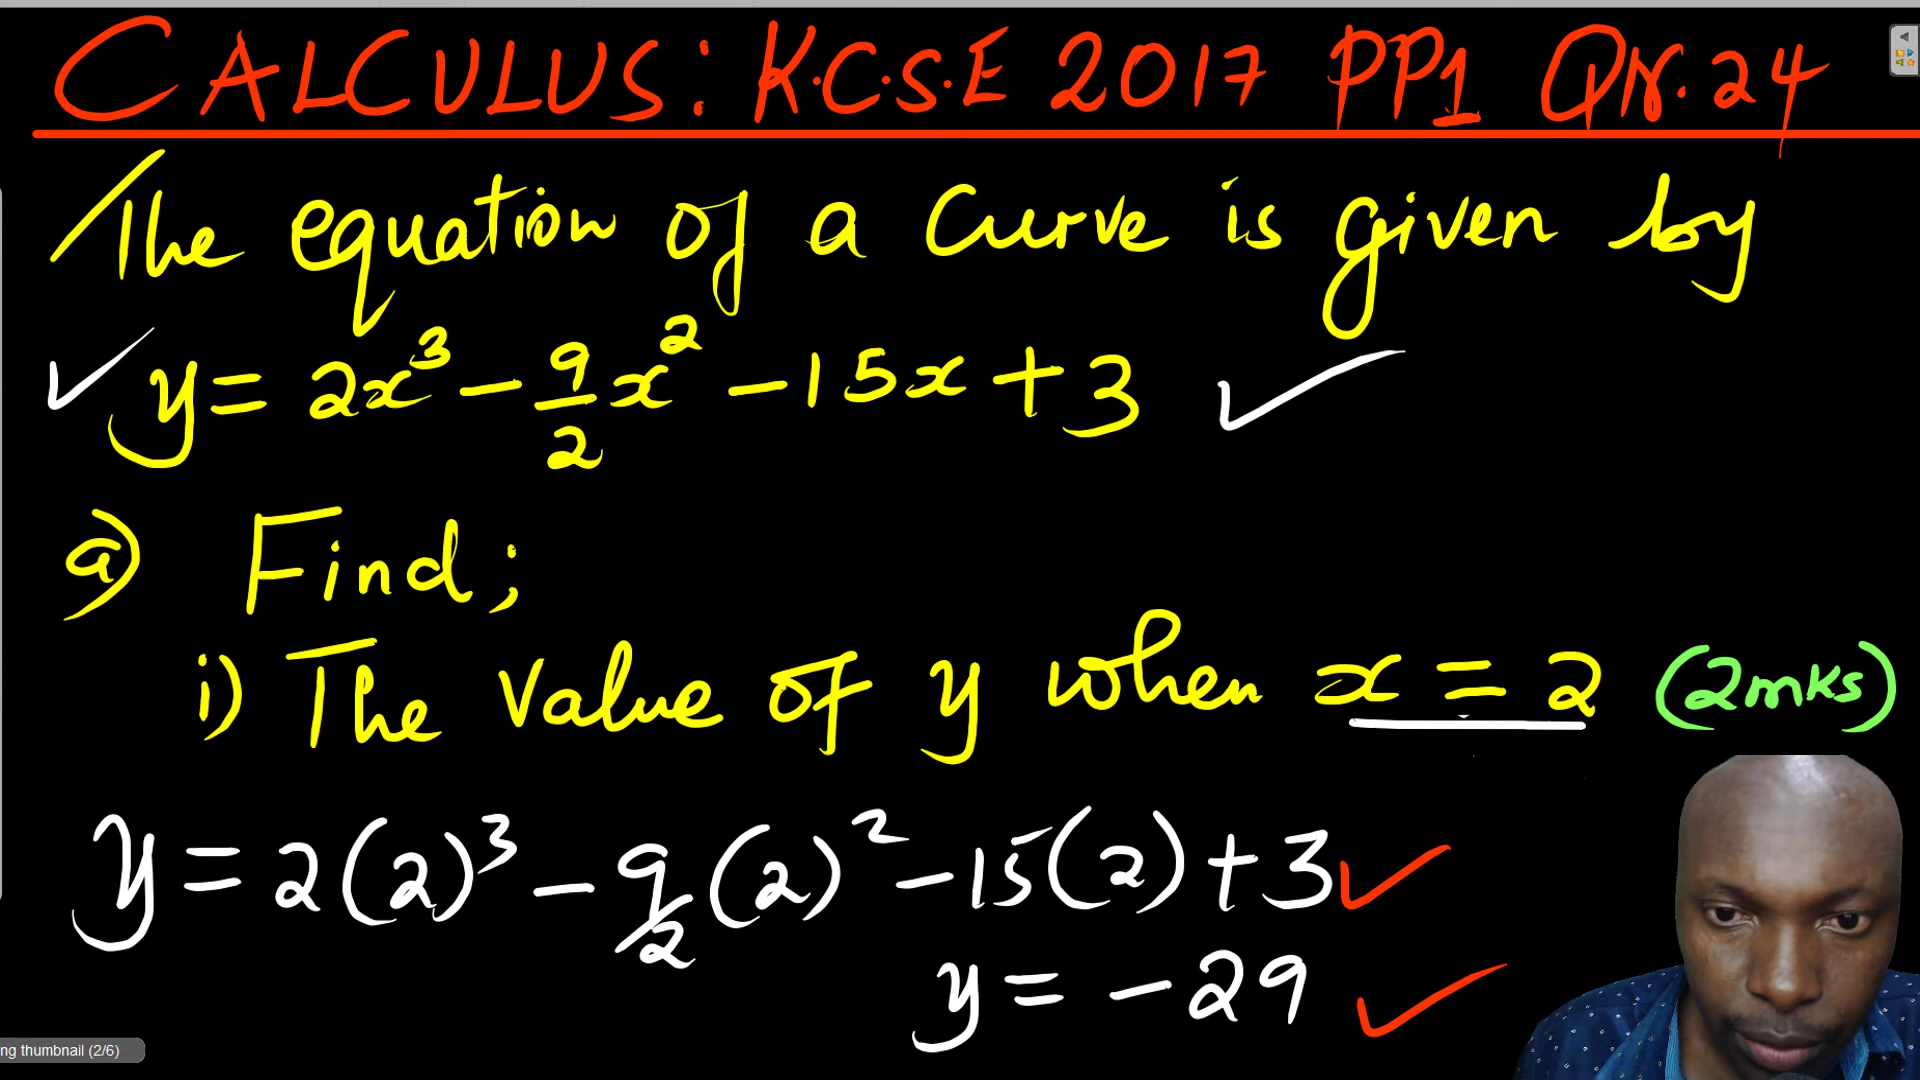 CALCULUS: K.C.S.E 2017 PP1 QN.24
The equation of a curve is given by
y = 2x³ - 9/2 x² - 15x + 3
a) Find;
i) The value of y when x = 2 (2mks)
y = 2(2)³ - 9/2 (2)² - 15(2) + 3
y = -29
ng thumbnail (2/6)